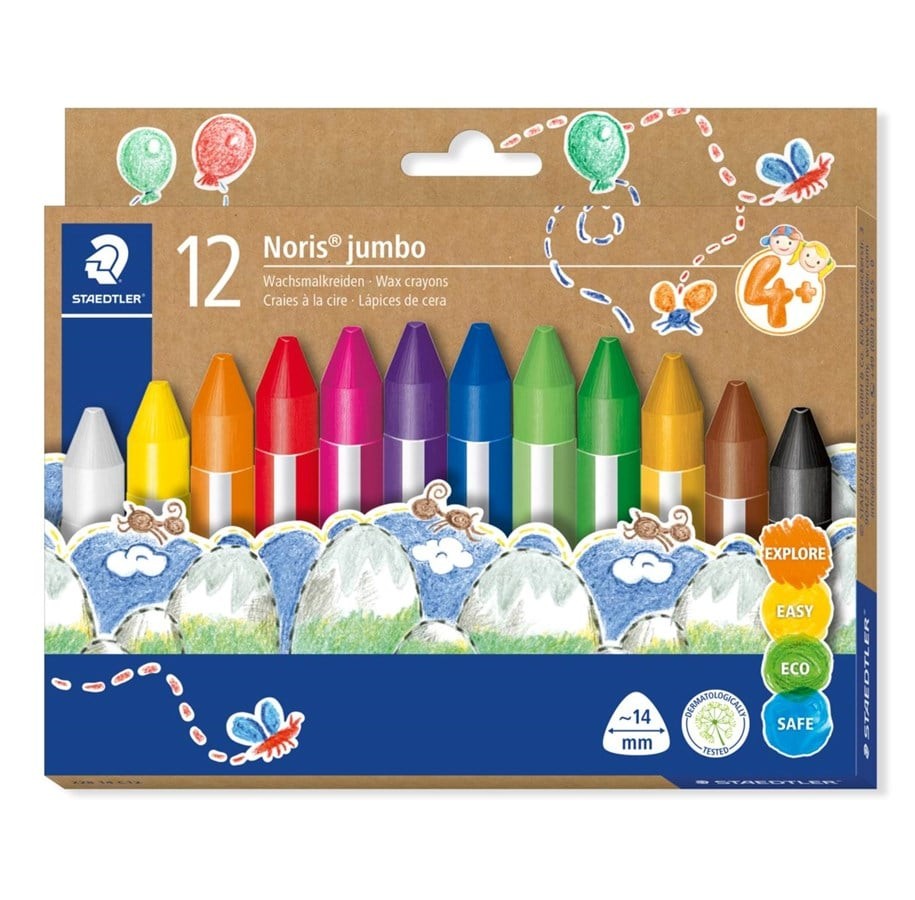 STAEDTLER®
12
Noris® jumbo
Wachsmalkreiden · Wax crayons
Craies à la cire · Lápices de cera
4+
EXPLORE
EASY
ECO
SAFE
~14
mm
DERMATOLOGICALLY
TESTED
STAEDTLER
STAEDTLER